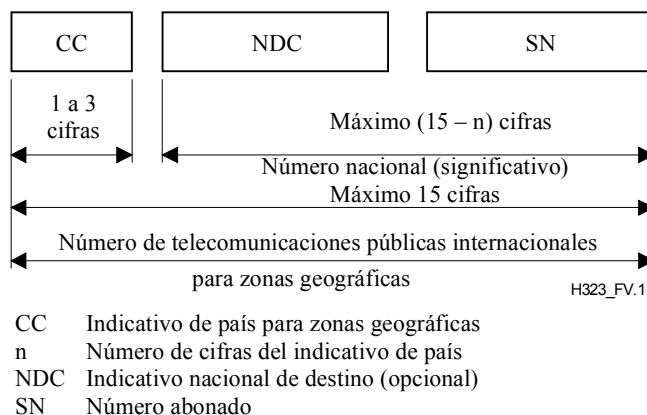 CC NDC SN
1 a 3
cifras
Máximo (15 – n) cifras
Número nacional (significativo)
Máximo 15 cifras
Número de telecomunicaciones públicas internacionales
para zonas geográficas
H323_FV.1
CC Indicativo de país para zonas geográficas
n Número de cifras del indicativo de país
NDC Indicativo nacional de destino (opcional)
SN Número abonado